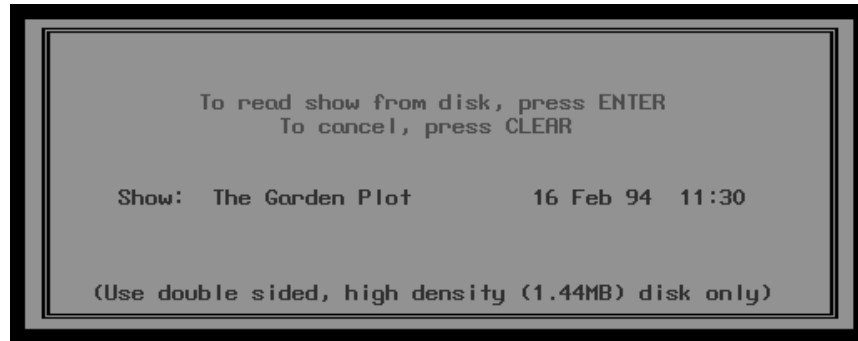 To read show from disk, press ENTER
To cancel, press CLEAR
Show: The Garden Plot 16 Feb 94 11:30
(Use double sided, high density (1.44MB) disk only)